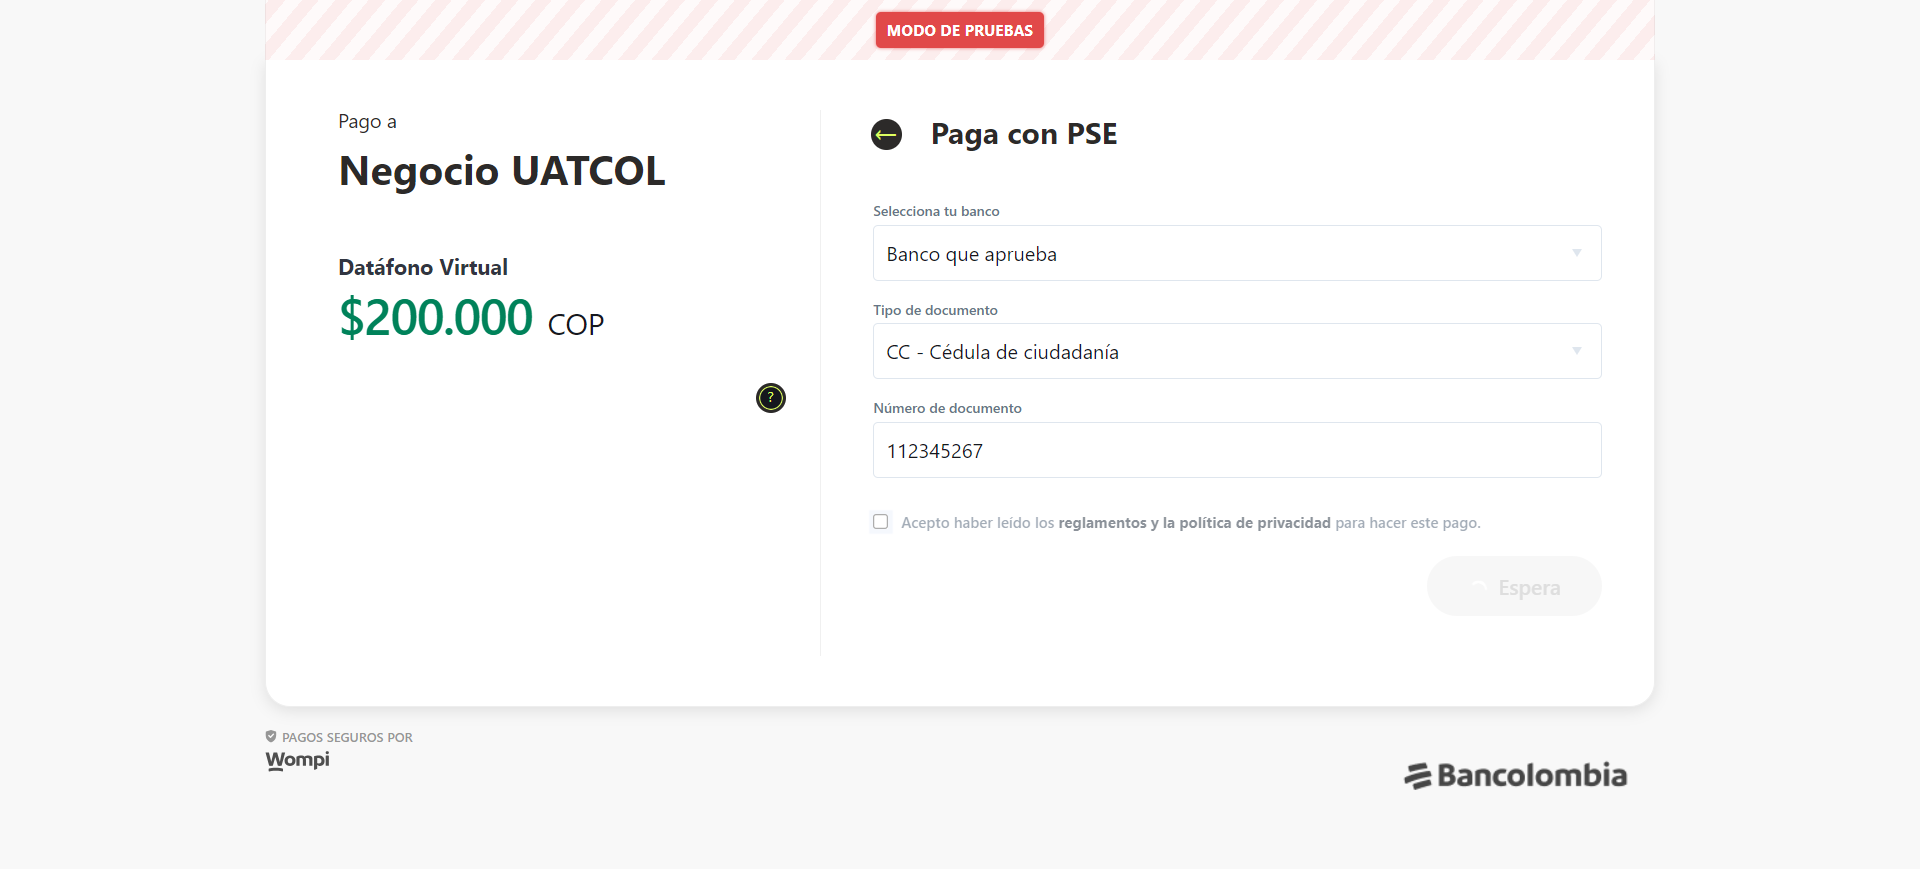 MODO DE PRUEBAS
Pago a
Negocio UATCOL
Datáfono Virtual
$200.000 COP
?
Paga con PSE
Selecciona tu banco
Banco que aprueba
Tipo de documento
CC - Cédula de ciudadanía
Número de documento
112345267
Acepto haber leído los reglamentos y la política de privacidad para hacer este pago.
Espera
PAGOS SEGUROS POR
Wompi
Bancolombia